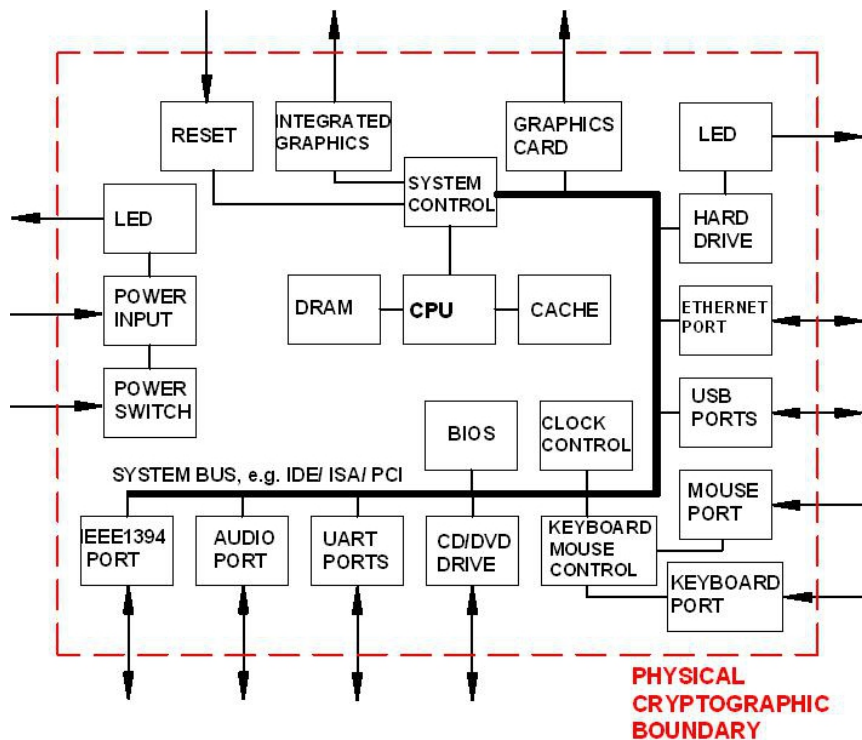 RESET
INTEGRATED
GRAPHICS
GRAPHICS
CARD
LED
SYSTEM
CONTROL
LED
HARD
DRIVE
POWER
INPUT
DRAM
CPU
CACHE
ETHERNET
PORT
POWER
SWITCH
USB
PORTS
BIOS
CLOCK
CONTROL
SYSTEM BUS, e.g. IDE/ ISA/ PCI
MOUSE
PORT
IEEE1394
PORT
AUDIO
PORT
UART
PORTS
CD/DVD
DRIVE
KEYBOARD
MOUSE
CONTROL
KEYBOARD
PORT
PHYSICAL
CRYPTOGRAPHIC
BOUNDARY